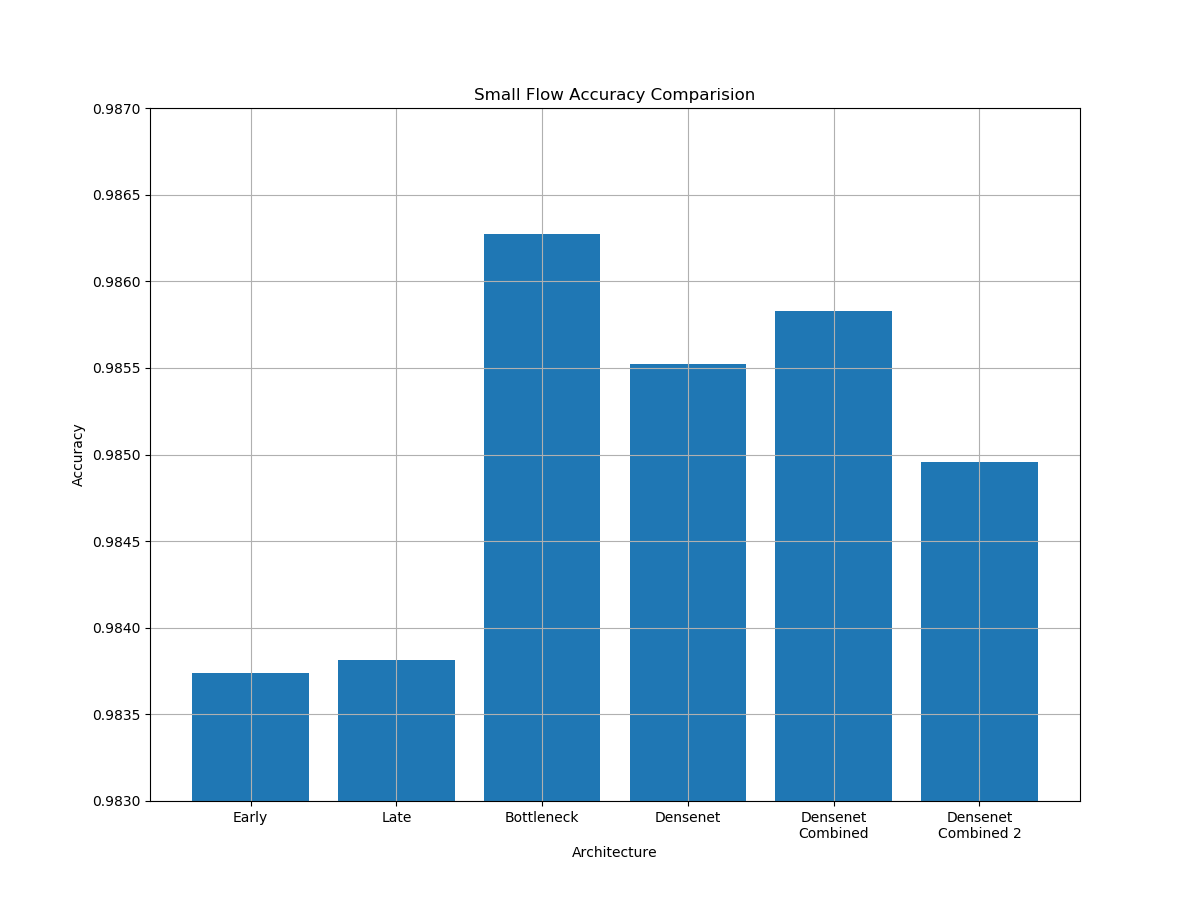 Small Flow Accuracy Comparision
0.9870
0.9865
0.9860
0.9855
0.9850
0.9845
0.9840
0.9835
0.9830
Accuracy
Early
Late
Bottleneck
Densenet
Densenet
Combined
Densenet
Combined 2
Architecture